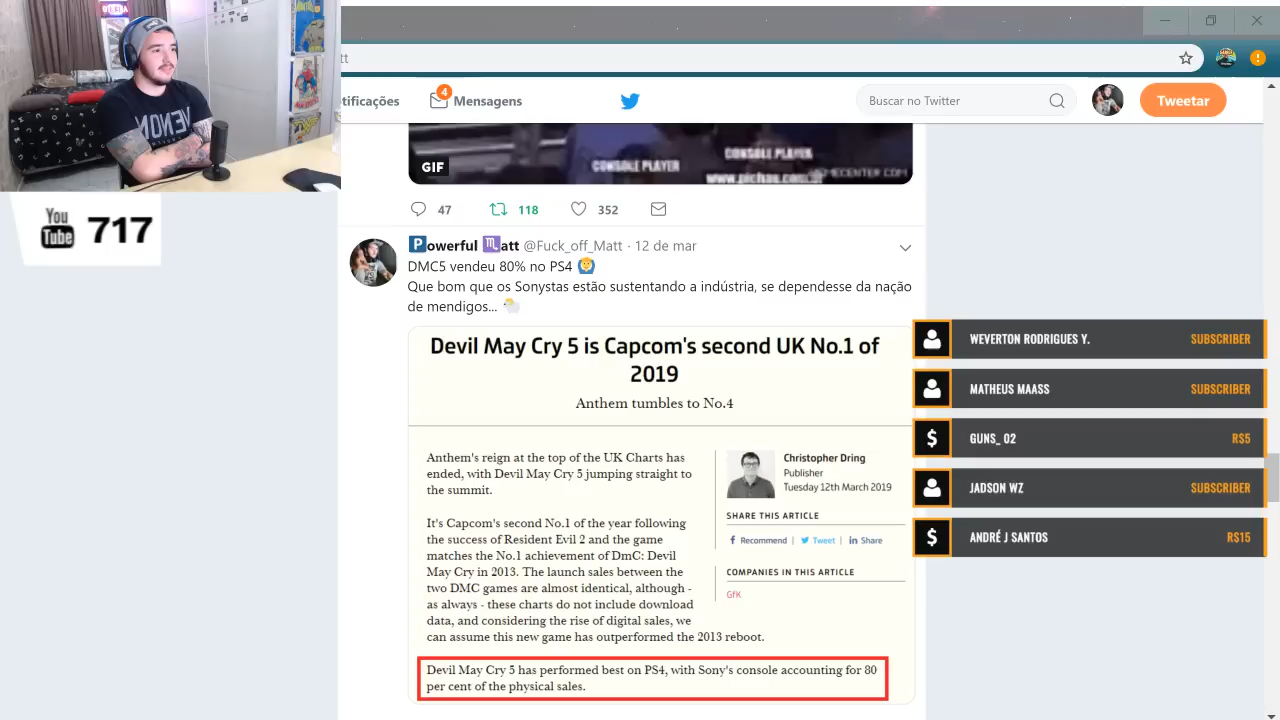 tt
4
otificações
Mensagens
Buscar no Twitter
Tweetar
GIF
CONSOLE PLAYER
CONSOLE PLAYER
47
118
352
You
Tube
717
Powerful ♏att @Fuck_off_Matt · 12 de mar
DMC5 vendeu 80% no PS4 🙆‍♂️
Que bom que os Sonystas estão sustentando a indústria, se dependesse da nação
de mendigos... 🐑
Devil May Cry 5 is Capcom's second UK No.1 of
2019
Anthem tumbles to No.4
Anthem's reign at the top of the UK Charts has
ended, with Devil May Cry 5 jumping straight to
the summit.
It's Capcom's second No.1 of the year following
the success of Resident Evil 2 and the game
matches the No.1 achievement of DmC: Devil
May Cry in 2013. The launch sales between the
two DMC games are almost identical, although -
as always - these charts do not include download
data, and considering the rise of digital sales, we
can assume this new game has outperformed the 2013 reboot.
Devil May Cry 5 has performed best on PS4, with Sony's console accounting for 80
per cent of the physical sales.
Christopher Dring
Publisher
Tuesday 12th March 2019
SHARE THIS ARTICLE
Recommend | Tweet | in Share
COMPANIES IN THIS ARTICLE
GfK
WEVERTON RODRIGUES Y. SUBSCRIBER
MATHEUS MAASS SUBSCRIBER
$ GUNS_ 02 R$5
JADSON WZ SUBSCRIBER
$ ANDRÉ J SANTOS R$15
VENOM